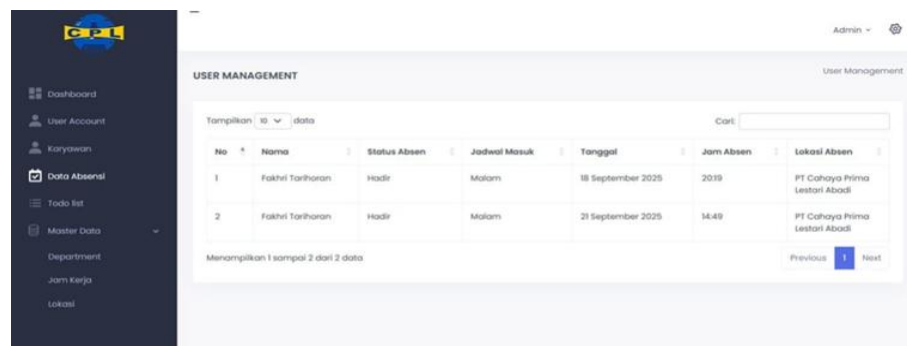 CPL
Admin
USER MANAGEMENT
User Management
Dashboard
User Account
Karyawan
Data Absensi
Todo list
Master Data
Department
Jam Kerja
Lokasi
Tampilkan 10 data
Cari:
No Nama Status Absen Jadwal Masuk Tanggal Jam Absen Lokasi Absen
1 Fakhri Tarihoran Hadir Malam 18 September 2025 20:19 PT Cahaya Prima
Lestari Abadi
2 Fakhri Tarihoran Hadir Malam 21 September 2025 14:49 PT Cahaya Prima
Lestari Abadi
Menampilkan 1 sampai 2 dari 2 data
Previous 1 Next